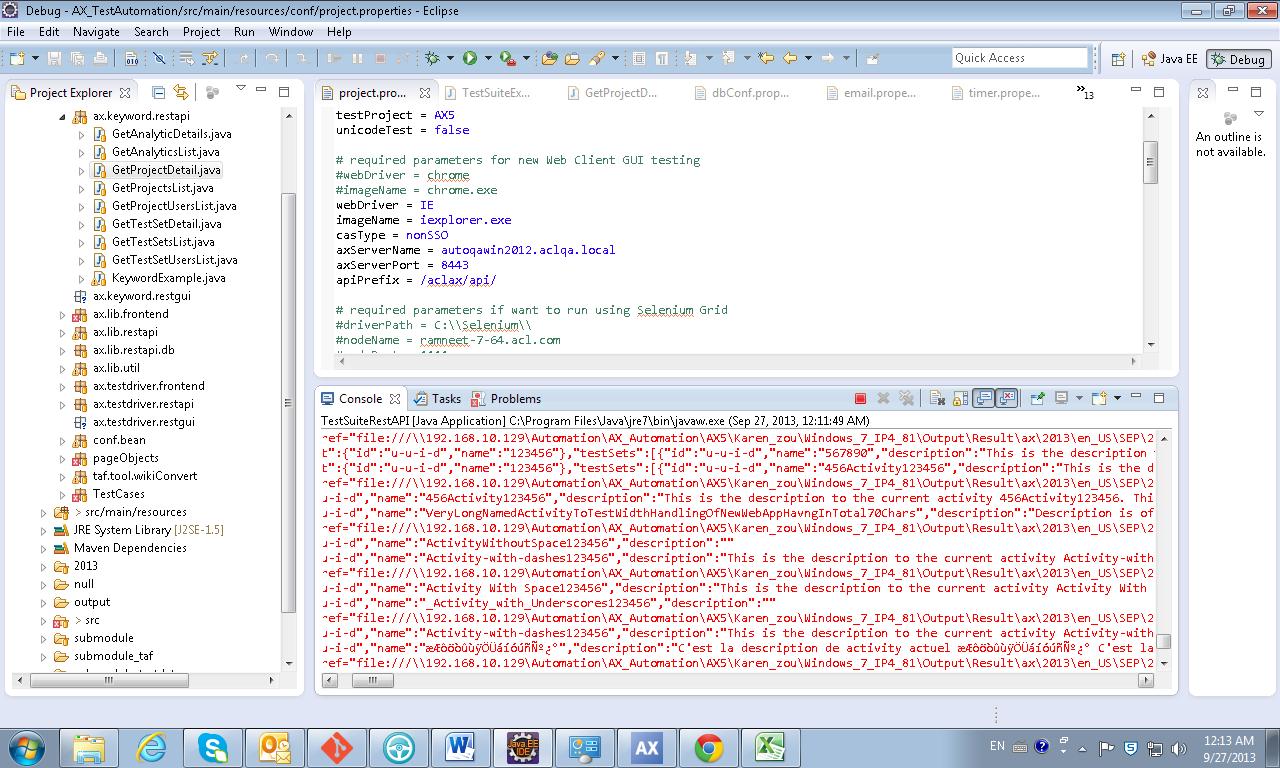 Debug - AX_TestAutomation/src/main/resources/conf/project.properties - Eclipse
File Edit Navigate Search Project Run Window Help
Quick Access
Java EE
Debug
Project Explorer
ax.keyword.restapi
GetAnalyticDetails.java
GetAnalyticsList.java
GetProjectDetail.java
GetProjectsList.java
GetProjectUsersList.java
GetTestSetDetail.java
GetTestSetsList.java
GetTestSetUsersList.java
KeywordExample.java
ax.keyword.restgui
ax.lib.frontend
ax.lib.restapi
ax.lib.restapi.db
ax.lib.util
ax.testdriver.frontend
ax.testdriver.restapi
ax.testdriver.restgui
conf.bean
pageObjects
taf.tool.wikiConvert
TestCases
> src/main/resources
JRE System Library [J2SE-1.5]
Maven Dependencies
2013
null
output
> src
submodule
submodule_taf
project.pro...
TestSuiteEx...
GetProjectD...
dbConf.prop...
email.prope...
timer.prope...
»13
testProject = AX5
unicodeTest = false
# required parameters for new Web Client GUI testing
#webDriver = chrome
#imageName = chrome.exe
webDriver = IE
imageName = iexplorer.exe
casType = nonSSO
axServerName = autoqawin2012.aclqa.local
axServerPort = 8443
apiPrefix = /aclax/api/
# required parameters if want to run using Selenium Grid
#driverPath = C:\\Selenium\\
#nodeName = ramneet-7-64.acl.com
An outline is
not available.
Console
Tasks
Problems
TestSuiteRestAPI [Java Application] C:\Program Files\Java\jre7\bin\javaw.exe (Sep 27, 2013, 12:11:49 AM)
ref="file:///\\192.168.10.129\Automation\AX_Automation\AX5\Karen_zou\Windows_7_IP4_81\Output\Result\ax\2013\en_US\SEP\2
t":{"id":"u-u-i-d","name":"123456"},"testSets":[{"id":"u-u-i-d","name":"567890","description":"This is the description
t":{"id":"u-u-i-d","name":"123456"},"testSets":[{"id":"u-u-i-d","name":"456Activity123456","description":"This is the d
ref="file:///\\192.168.10.129\Automation\AX_Automation\AX5\Karen_zou\Windows_7_IP4_81\Output\Result\ax\2013\en_US\SEP\2
u-i-d","name":"456Activity123456","description":"This is the description to the current activity 456Activity123456. Thi
u-i-d","name":"VeryLongNamedActivityToTestWidthHandlingOfNewWebAppHavngInTotal70Chars","description":"Description is of
ref="file:///\\192.168.10.129\Automation\AX_Automation\AX5\Karen_zou\Windows_7_IP4_81\Output\Result\ax\2013\en_US\SEP\2
u-i-d","name":"ActivityWithoutSpace123456","description":""
u-i-d","name":"Activity-with-dashes123456","description":"This is the description to the current activity Activity-with
ref="file:///\\192.168.10.129\Automation\AX_Automation\AX5\Karen_zou\Windows_7_IP4_81\Output\Result\ax\2013\en_US\SEP\2
u-i-d","name":"Activity With Space123456","description":"This is the description to the current activity Activity With
u-i-d","name":"_Activity_with_Underscores123456","description":""
ref="file:///\\192.168.10.129\Automation\AX_Automation\AX5\Karen_zou\Windows_7_IP4_81\Output\Result\ax\2013\en_US\SEP\2
u-i-d","name":"Activity-with-dashes123456","description":"This is the description to the current activity Activity-with
u-i-d","name":"æÆôöòûùÿÖÜáíóúñÑº¿°","description":"C'est la description de activity actuel æÆôöòûùÿÖÜáíóúñÑº¿° C'est la
ref="file:///\\192.168.10.129\Automation\AX_Automation\AX5\Karen_zou\Windows_7_IP4_81\Output\Result\ax\2013\en_US\SEP\2
Java EE
IDE
AX
EN
12:13 AM
9/27/2013